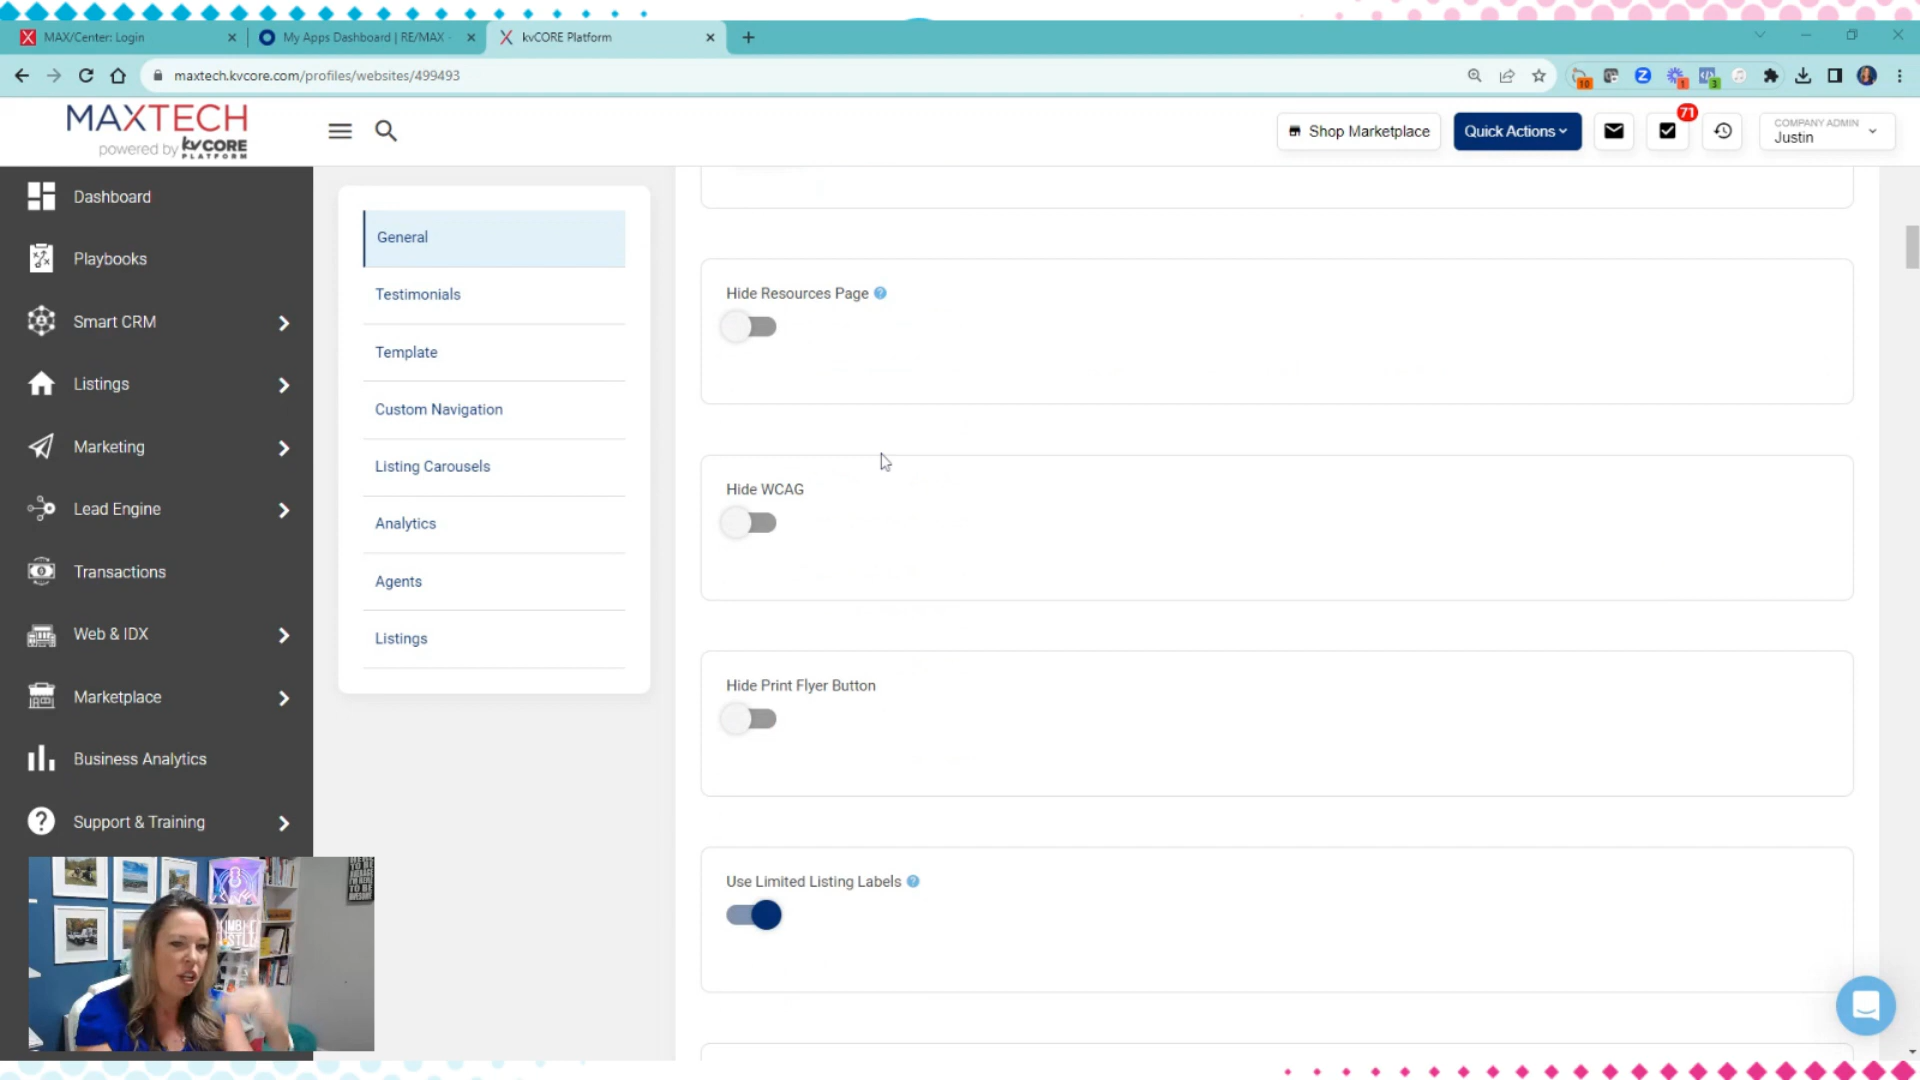 MAX/Center: Login
My Apps Dashboard | RE/MAX -
kvCORE Platform
maxtech.kvcore.com/profiles/websites/499493
10
1
3
MAXTECH
powered by kvCORE
PLATFORM
Shop Marketplace
Quick Actions
71
COMPANY ADMIN
Justin
Dashboard
Playbooks
Smart CRM
Listings
Marketing
Lead Engine
Transactions
Web & IDX
Marketplace
Business Analytics
Support & Training
General
Testimonials
Template
Custom Navigation
Listing Carousels
Analytics
Agents
Listings
Hide Resources Page
Hide WCAG
Hide Print Flyer Button
Use Limited Listing Labels